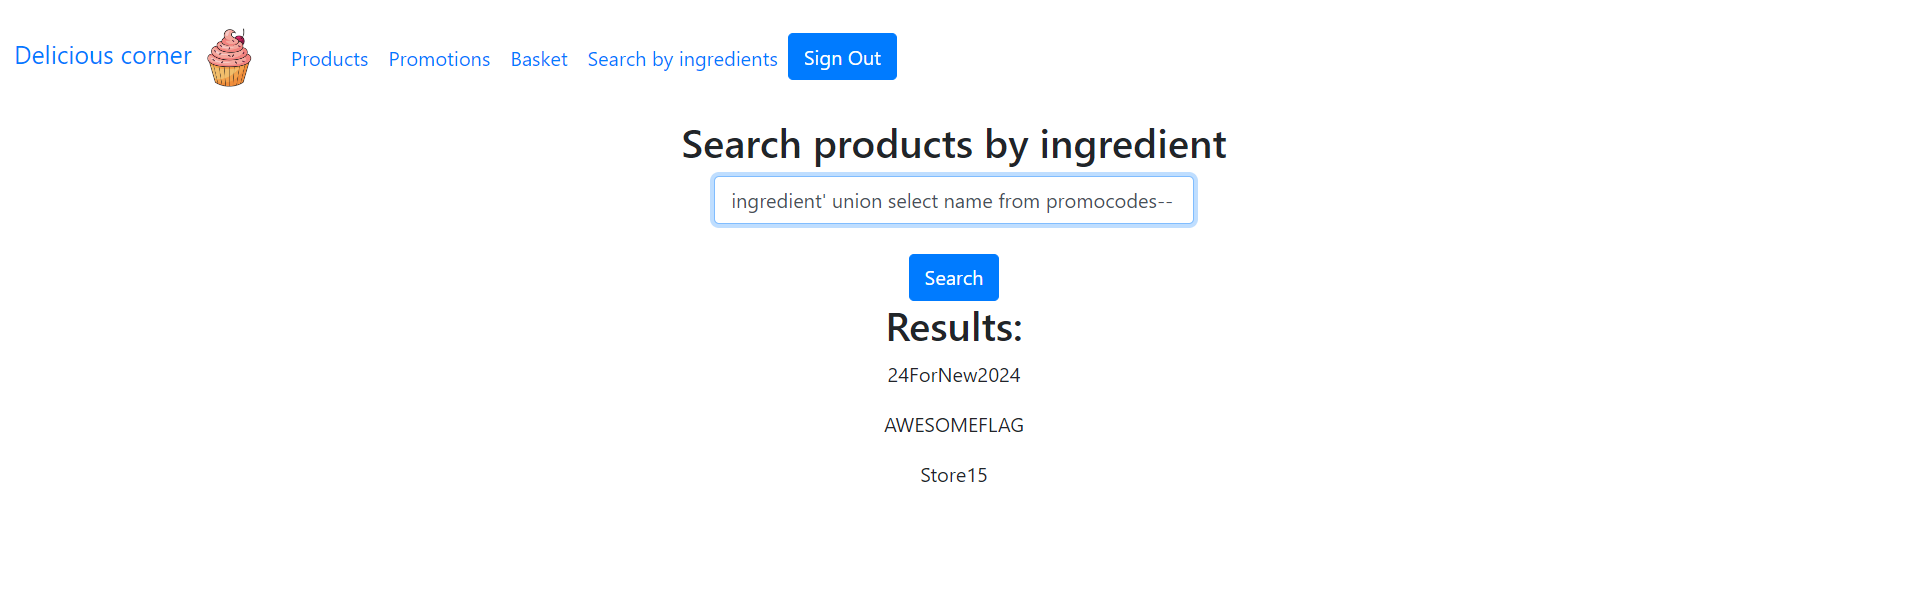 Delicious corner Products Promotions Basket Search by ingredients Sign Out
Search products by ingredient
ingredient' union select name from promocodes--
Search
Results:
24ForNew2024
AWESOMEFLAG
Store15